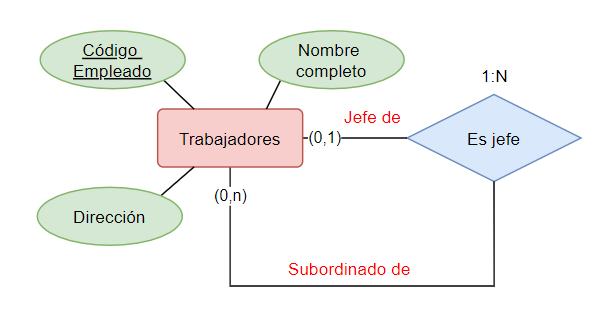 Código
Empleado
Nombre
completo
1:N
Jefe de
Trabajadores
(0,1)
Es jefe
(0,n)
Dirección
Subordinado de